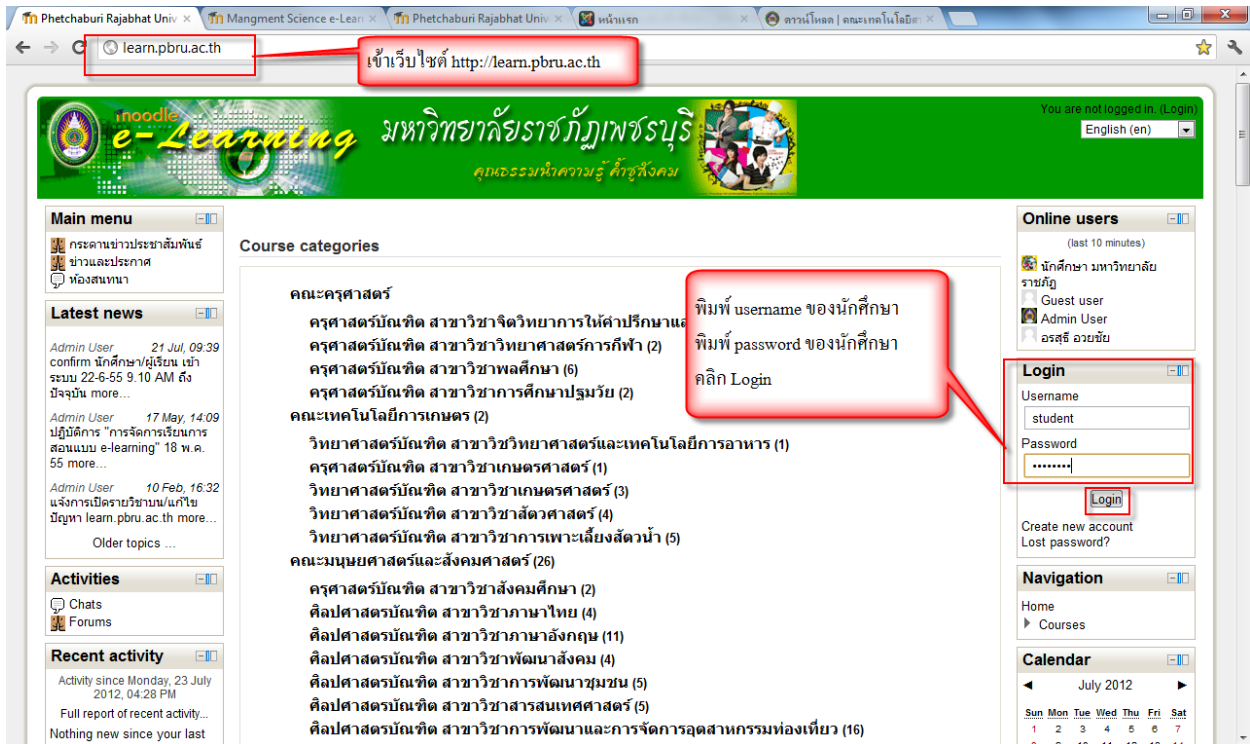 Phetchaburi Rajabhat Univ
Mangment Science e-Learn
Phetchaburi Rajabhat Univ
หน้าแรก
ดาวน์โหลด | คณะเทคโนโลยีสา
learn.pbru.ac.th
เข้าเว็บไซต์ http://learn.pbru.ac.th
moodle
e-Learning
มหาวิทยาลัยราชภัฏเพชรบุรี
คุณธรรมนำความรู้ ค้ำชูสังคม
You are not logged in. (Login)
English (en)
Main menu
กระดานข่าวประชาสัมพันธ์
ข่าวและประกาศ
ห้องสนทนา
Latest news
Admin User 21 Jul, 09:39
confirm นักศึกษา/ผู้เรียน เข้า
ระบบ 22-6-55 9.10 AM ถึง
ปัจจุบัน more...
Admin User 17 May, 14:09
ปฏิบัติการ "การจัดการเรียนการ
สอนแบบ e-learning" 18 พ.ค.
55 more...
Admin User 10 Feb, 16:32
แจ้งการเปิดรายวิชาบน/แก้ไข
ปัญหา learn.pbru.ac.th more...
Older topics ...
Activities
Chats
Forums
Recent activity
Activity since Monday, 23 July
2012, 04:28 PM
Full report of recent activity...
Nothing new since your last
Course categories
คณะครุศาสตร์
ครุศาสตร์บัณฑิต สาขาวิชาจิตวิทยาการให้คำปรึกษาแ
ครุศาสตร์บัณฑิต สาขาวิชาวิทยาศาสตร์การกีฬา (2)
ครุศาสตร์บัณฑิต สาขาวิชาพลศึกษา (6)
ครุศาสตร์บัณฑิต สาขาวิชาการศึกษาปฐมวัย (2)
คณะเทคโนโลยีการเกษตร (2)
วิทยาศาสตร์บัณฑิต สาขาวิชวิทยาศาสตร์และเทคโนโลยีการอาหาร (1)
ครุศาสตร์บัณฑิต สาขาวิชาเกษตรศาสตร์ (1)
วิทยาศาสตร์บัณฑิต สาขาวิชาเกษตรศาสตร์ (3)
วิทยาศาสตร์บัณฑิต สาขาวิชาสัตวศาสตร์ (4)
วิทยาศาสตร์บัณฑิต สาขาวิชาการเพาะเลี้ยงสัตวน้ำ (5)
คณะมนุษยศาสตร์และสังคมศาสตร์ (26)
ครุศาสตร์บัณฑิต สาขาวิชาสังคมศึกษา (2)
ศิลปศาสตรบัณฑิต สาขาวิชาภาษาไทย (4)
ศิลปศาสตรบัณฑิต สาขาวิชาภาษาอังกฤษ (11)
ศิลปศาสตรบัณฑิต สาขาวิชาพัฒนาสังคม (4)
ศิลปศาสตรบัณฑิต สาขาวิชาการพัฒนาชุมชน (5)
ศิลปศาสตรบัณฑิต สาขาวิชาสารสนเทศศาสตร์ (5)
ศิลปศาสตรบัณฑิต สาขาวิชาการพัฒนาและการจัดการอุตสาหกรรมท่องเที่ยว (16)
พิมพ์ username ของนักศึกษา
พิมพ์ password ของนักศึกษา
คลิก Login
Online users
(last 10 minutes)
นักศึกษา มหาวิทยาลัย
ราชภัฏ
Guest user
Admin User
อรสุธี อวยชัย
Login
Username
student
Password
••••••••
Login
Create new account
Lost password?
Navigation
Home
Courses
Calendar
July 2012
Sun Mon Tue Wed Thu Fri Sat
1 2 3 4 5 6 7
8 9 10 11 12 13 14